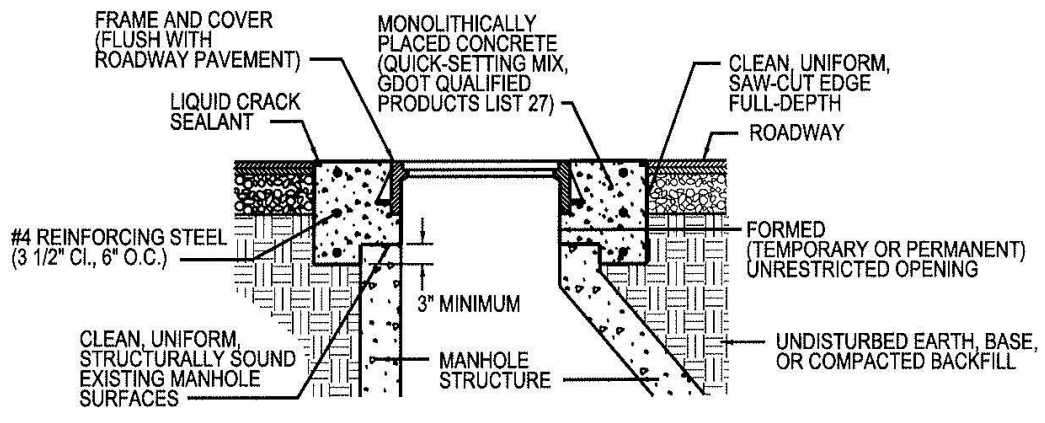 FRAME AND COVER
(FLUSH WITH
ROADWAY PAVEMENT)
MONOLITHICALLY
PLACED CONCRETE
(QUICK-SETTING MIX,
GDOT QUALIFIED
PRODUCTS LIST 27)
CLEAN, UNIFORM,
SAW-CUT EDGE
FULL-DEPTH
LIQUID CRACK
SEALANT
ROADWAY
#4 REINFORCING STEEL
(3 1/2" Cl., 6" O.C.)
FORMED
(TEMPORARY OR PERMANENT)
UNRESTRICTED OPENING
3" MINIMUM
CLEAN, UNIFORM,
STRUCTURALLY SOUND
EXISTING MANHOLE
SURFACES
MANHOLE
STRUCTURE
UNDISTURBED EARTH, BASE,
OR COMPACTED BACKFILL